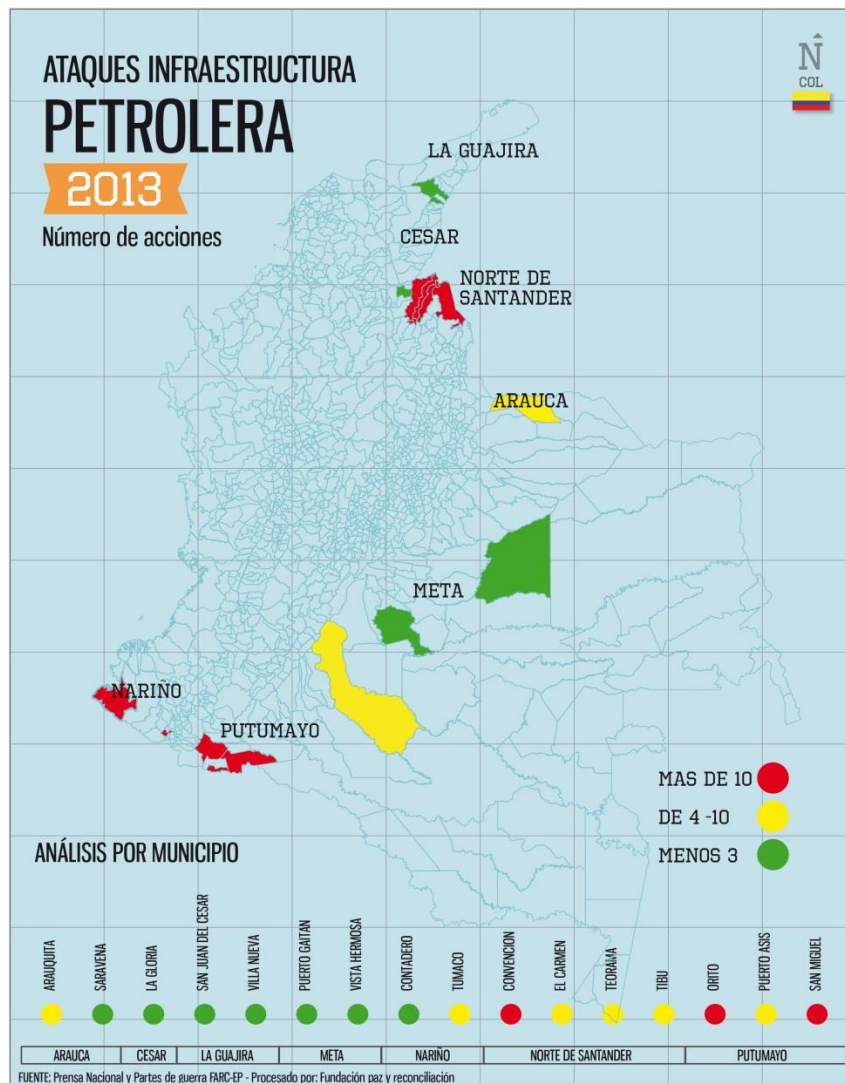 ATAQUES INFRAESTRUCTURA
PETROLERA
2013
Número de acciones
N
COL
LA GUAJIRA
CESAR
NORTE DE
SANTANDER
ARAUCA
META
NARIÑO
PUTUMAYO
MAS DE 10
DE 4 -10
MENOS 3
ANÁLISIS POR MUNICIPIO
ARAUQUITA
SARAVENA
LA GLORIA
SAN JUAN DEL CESAR
VILLA NUEVA
PUERTO GAITAN
VISTA HERMOSA
CONTADERO
TUMACO
CONVENCION
EL CARMEN
TEORAMA
TIBU
ORITO
PUERTO ASIS
SAN MIGUEL
ARAUCA
CESAR
LA GUAJIRA
META
NARIÑO
NORTE DE SANTANDER
PUTUMAYO
FUENTE: Prensa Nacional y Partes de guerra FARC-EP - Procesado por: Fundación paz y reconciliación